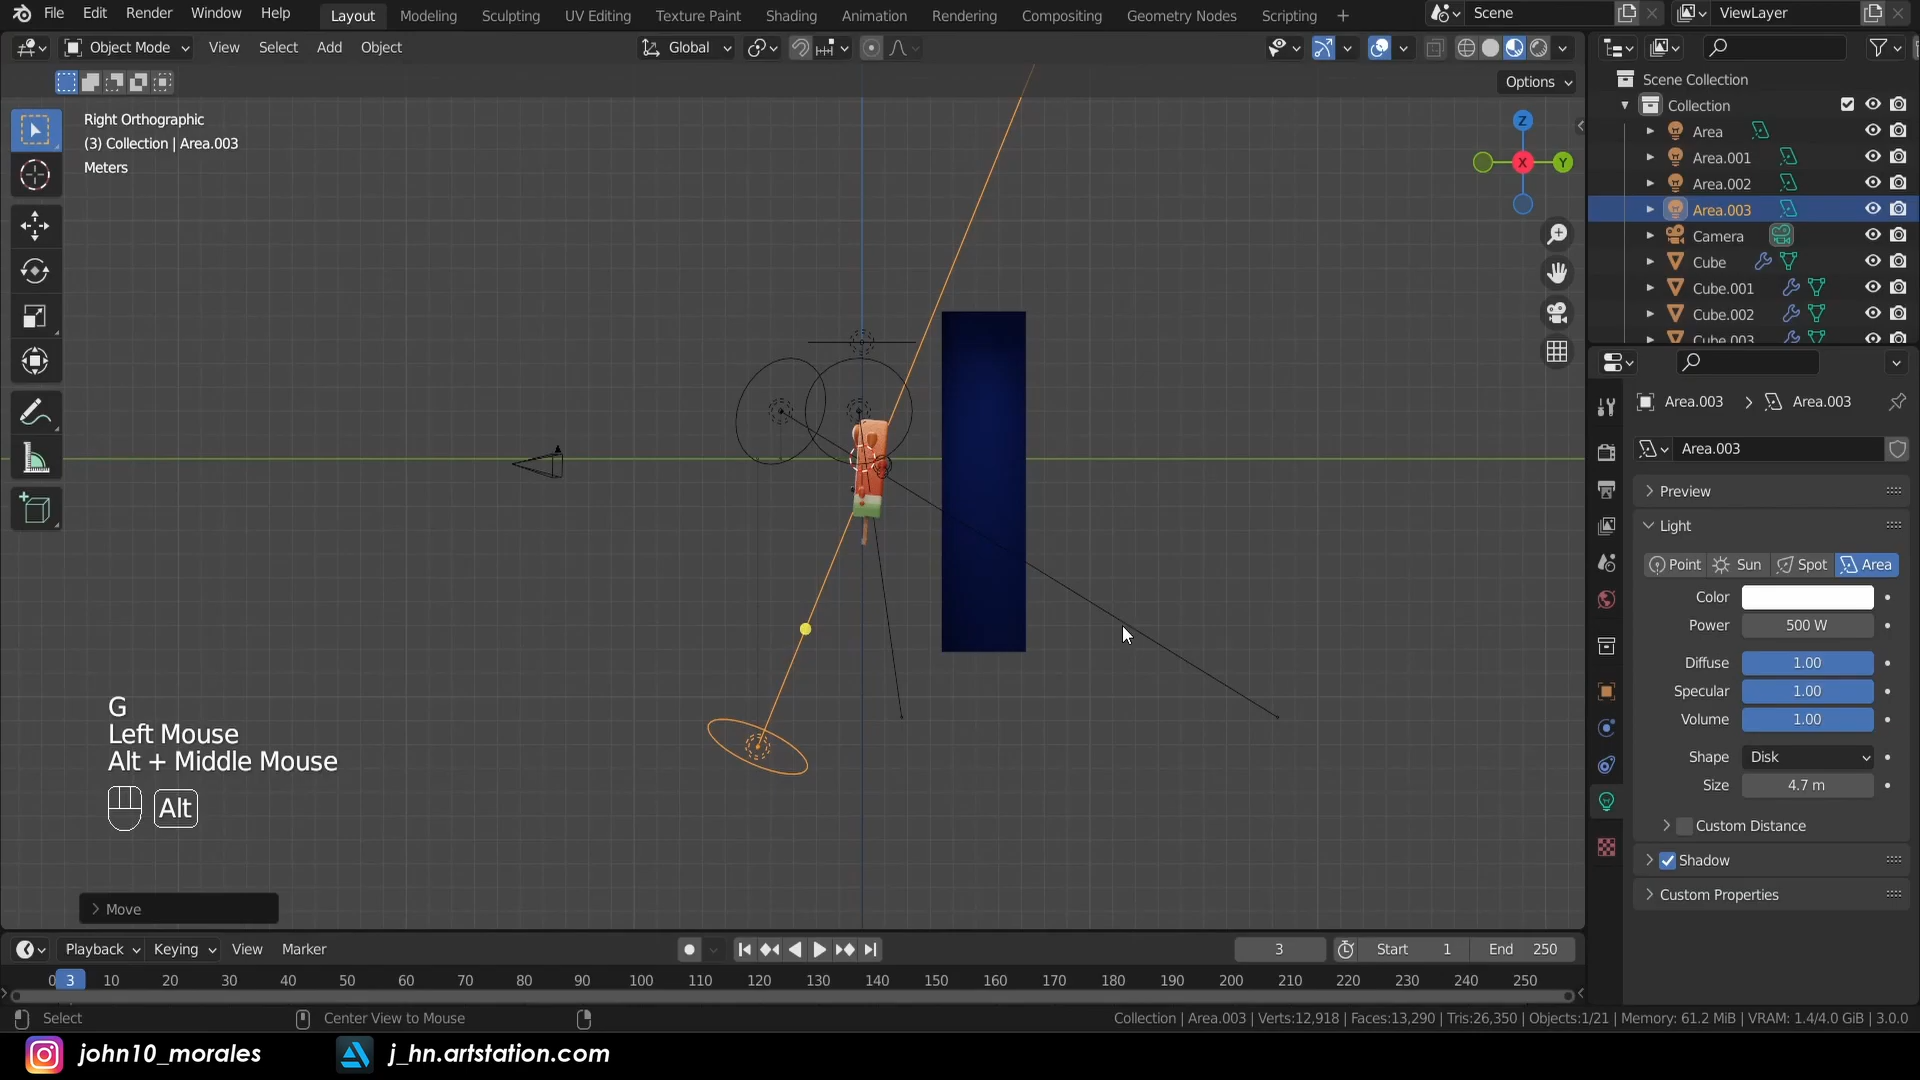 File Edit Render Window Help Layout Modeling Sculpting UV Editing Texture Paint Shading Animation Rendering Compositing Geometry Nodes Scripting + Scene ViewLayer
Object Mode View Select Add Object Global
Options
Right Orthographic
(3) Collection | Area.003
Meters
Z
X
Y
Scene Collection
Collection
Area
Area.001
Area.002
Area.003
Camera
Cube
Cube.001
Cube.002
Cube.003
Area.003 > Area.003
Area.003
Preview
Light
Point Sun Spot Area
Color
Power 500 W
Diffuse 1.00
Specular 1.00
Volume 1.00
Shape Disk
Size 4.7 m
Custom Distance
Shadow
Custom Properties
G
Left Mouse
Alt + Middle Mouse
Alt
Move
Playback Keying View Marker 3 Start 1 End 250
0 3 10 20 30 40 50 60 70 80 90 100 110 120 130 140 150 160 170 180 190 200 210 220 230 240 250
Select Center View to Mouse Collection | Area.003 | Verts:12,918 | Faces:13,290 | Tris:26,350 | Objects:1/21 | Memory: 61.2 MiB | VRAM: 1.4/4.0 GiB | 3.0.0
john10_morales j_hn.artstation.com